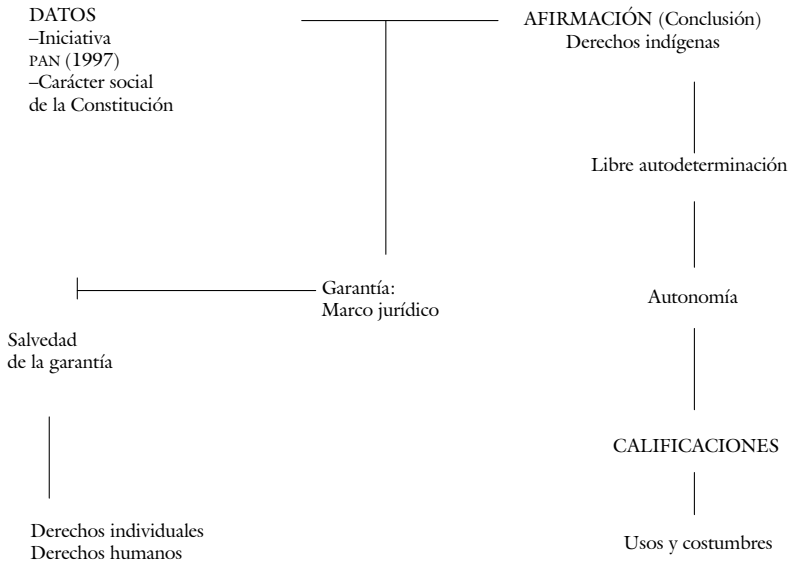 DATOS
–Iniciativa
PAN (1997)
–Carácter social
de la Constitución
AFIRMACIÓN (Conclusión)
Derechos indígenas
Libre autodeterminación
Garantía:
Marco jurídico
Autonomía
Salvedad
de la garantía
CALIFICACIONES
Derechos individuales
Derechos humanos
Usos y costumbres